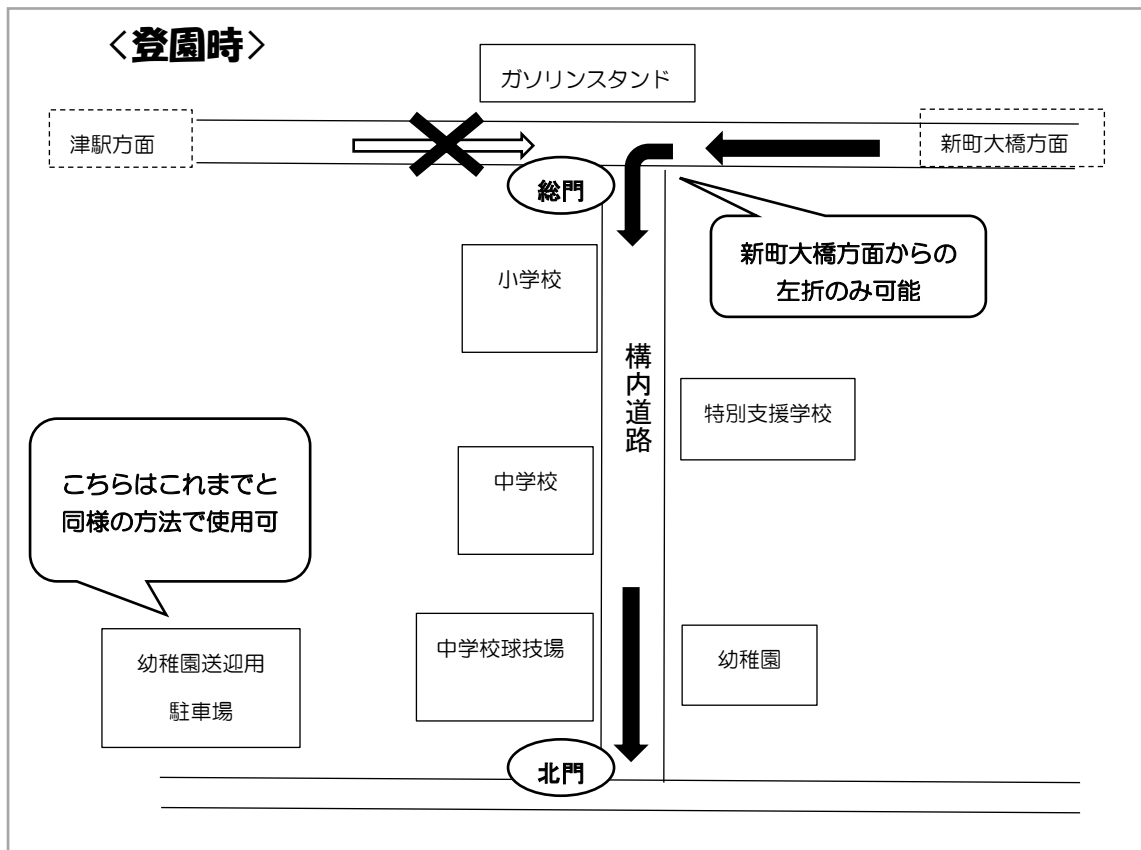 ＜登園時＞
ガソリンスタンド
津駅方面
新町大橋方面
総門
新町大橋方面からの
左折のみ可能
小学校
構内道路
特別支援学校
こちらはこれまでと
同様の方法で使用可
中学校
幼稚園送迎用
駐車場
中学校球技場
幼稚園
北門